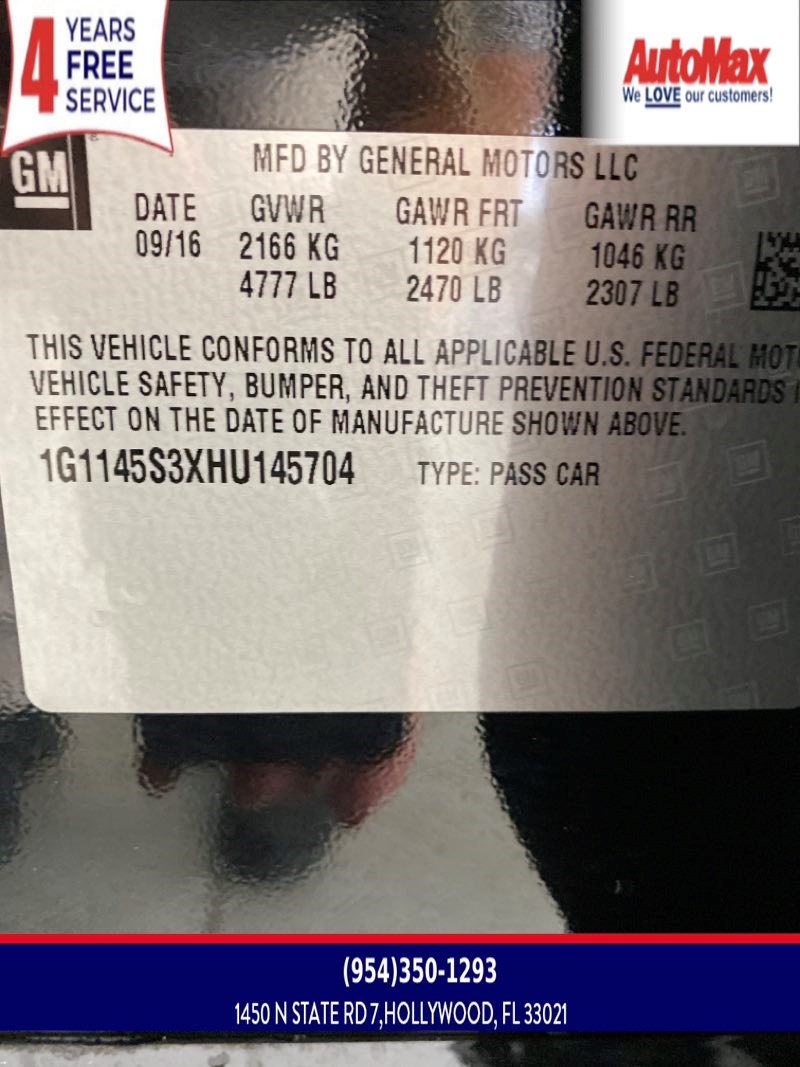 4 YEARS
FREE
SERVICE
AutoMax
We LOVE our customers!
GM
MFD BY GENERAL MOTORS LLC
DATE GVWR GAWR FRT GAWR RR
09/16 2166 KG 1120 KG 1046 KG
4777 LB 2470 LB 2307 LB
THIS VEHICLE CONFORMS TO ALL APPLICABLE U.S. FEDERAL MOT
VEHICLE SAFETY, BUMPER, AND THEFT PREVENTION STANDARDS I
EFFECT ON THE DATE OF MANUFACTURE SHOWN ABOVE.
1G1145S3XHU145704 TYPE: PASS CAR
(954)350-1293
1450 N STATE RD 7,HOLLYWOOD, FL 33021